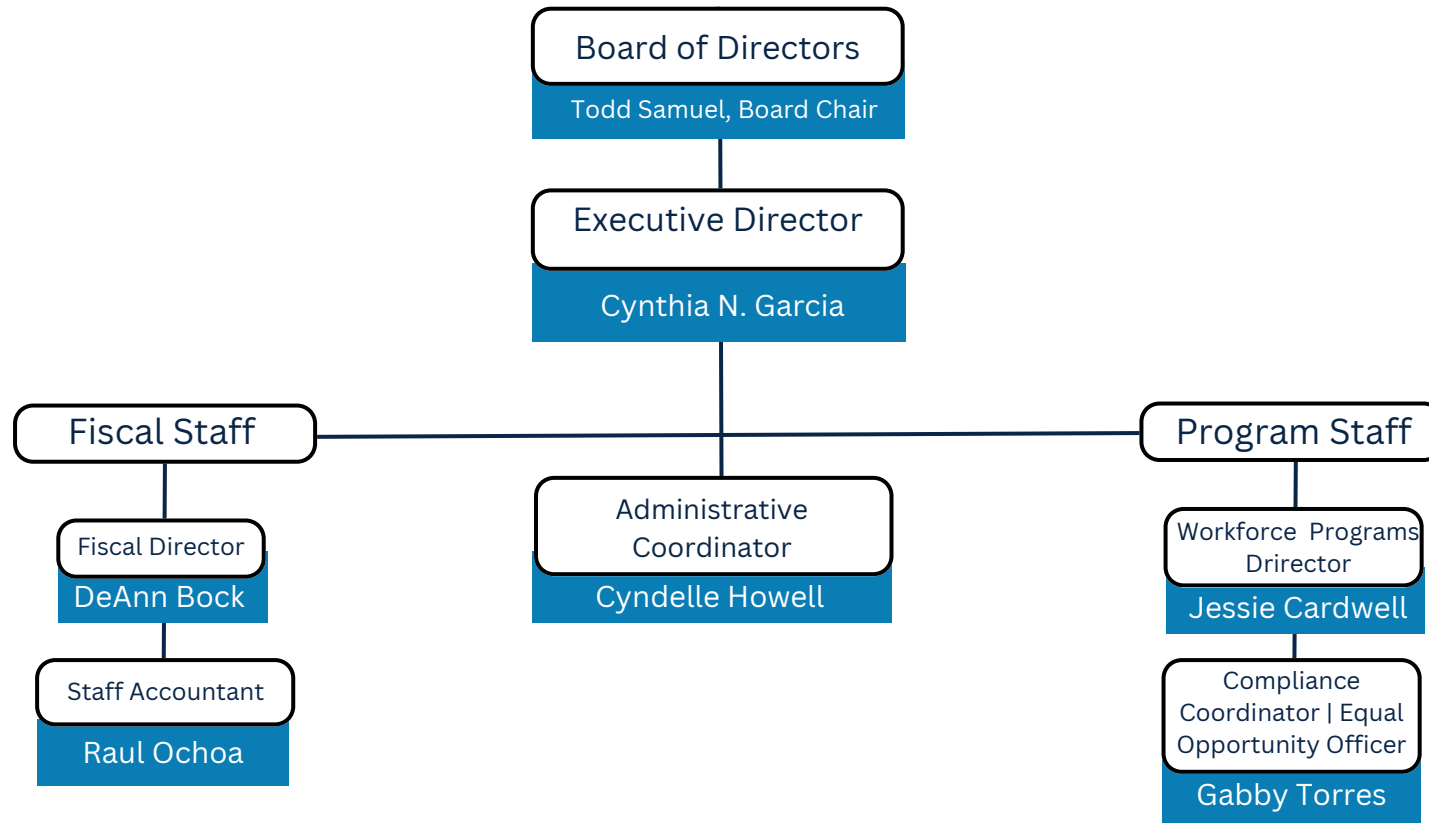 Board of Directors
Todd Samuel, Board Chair
Executive Director
Cynthia N. Garcia
Fiscal Staff
Program Staff
Administrative
Coordinator
Cyndelle Howell
Fiscal Director
DeAnn Bock
Staff Accountant
Raul Ochoa
Workforce Programs
Drirector
Jessie Cardwell
Compliance
Coordinator | Equal
Opportunity Officer
Gabby Torres